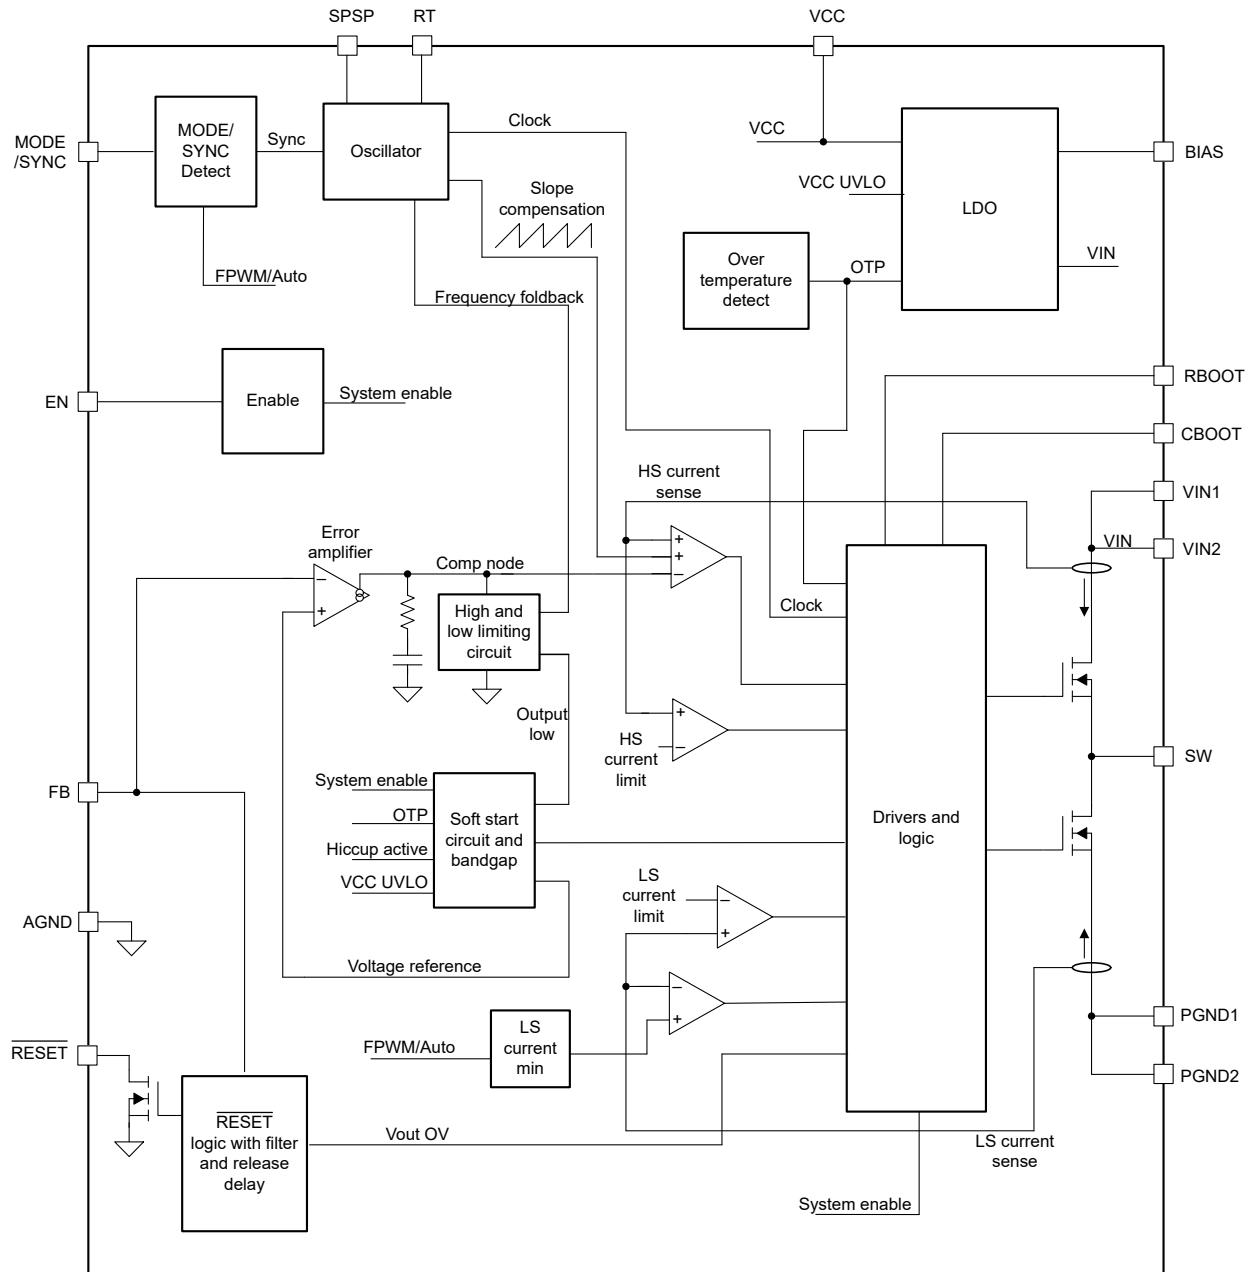 SPSP
RT
VCC
MODE
/SYNC
MODE/
SYNC
Detect
Sync
Oscillator
Clock
VCC
VCC UVLO
LDO
BIAS
Slope
compensation
FPWM/Auto
Over
temperature
detect
OTP
VIN
Frequency foldback
EN
Enable
System enable
RBOOT
CBOOT
HS current
sense
VIN1
VIN
VIN2
Error
amplifier
−
+
Comp node
+
+
−
High and
low limiting
circuit
Clock
Output
low
+
−
HS
current
limit
SW
FB
System enable
OTP
Hiccup active
VCC UVLO
Soft start
circuit and
bandgap
Drivers and
logic
LS
current
limit
−
+
AGND
Voltage reference
−
+
PGND1
RESET
FPWM/Auto
LS
current
min
PGND2
RESET
logic with filter
and release
delay
Vout OV
LS current
sense
System enable